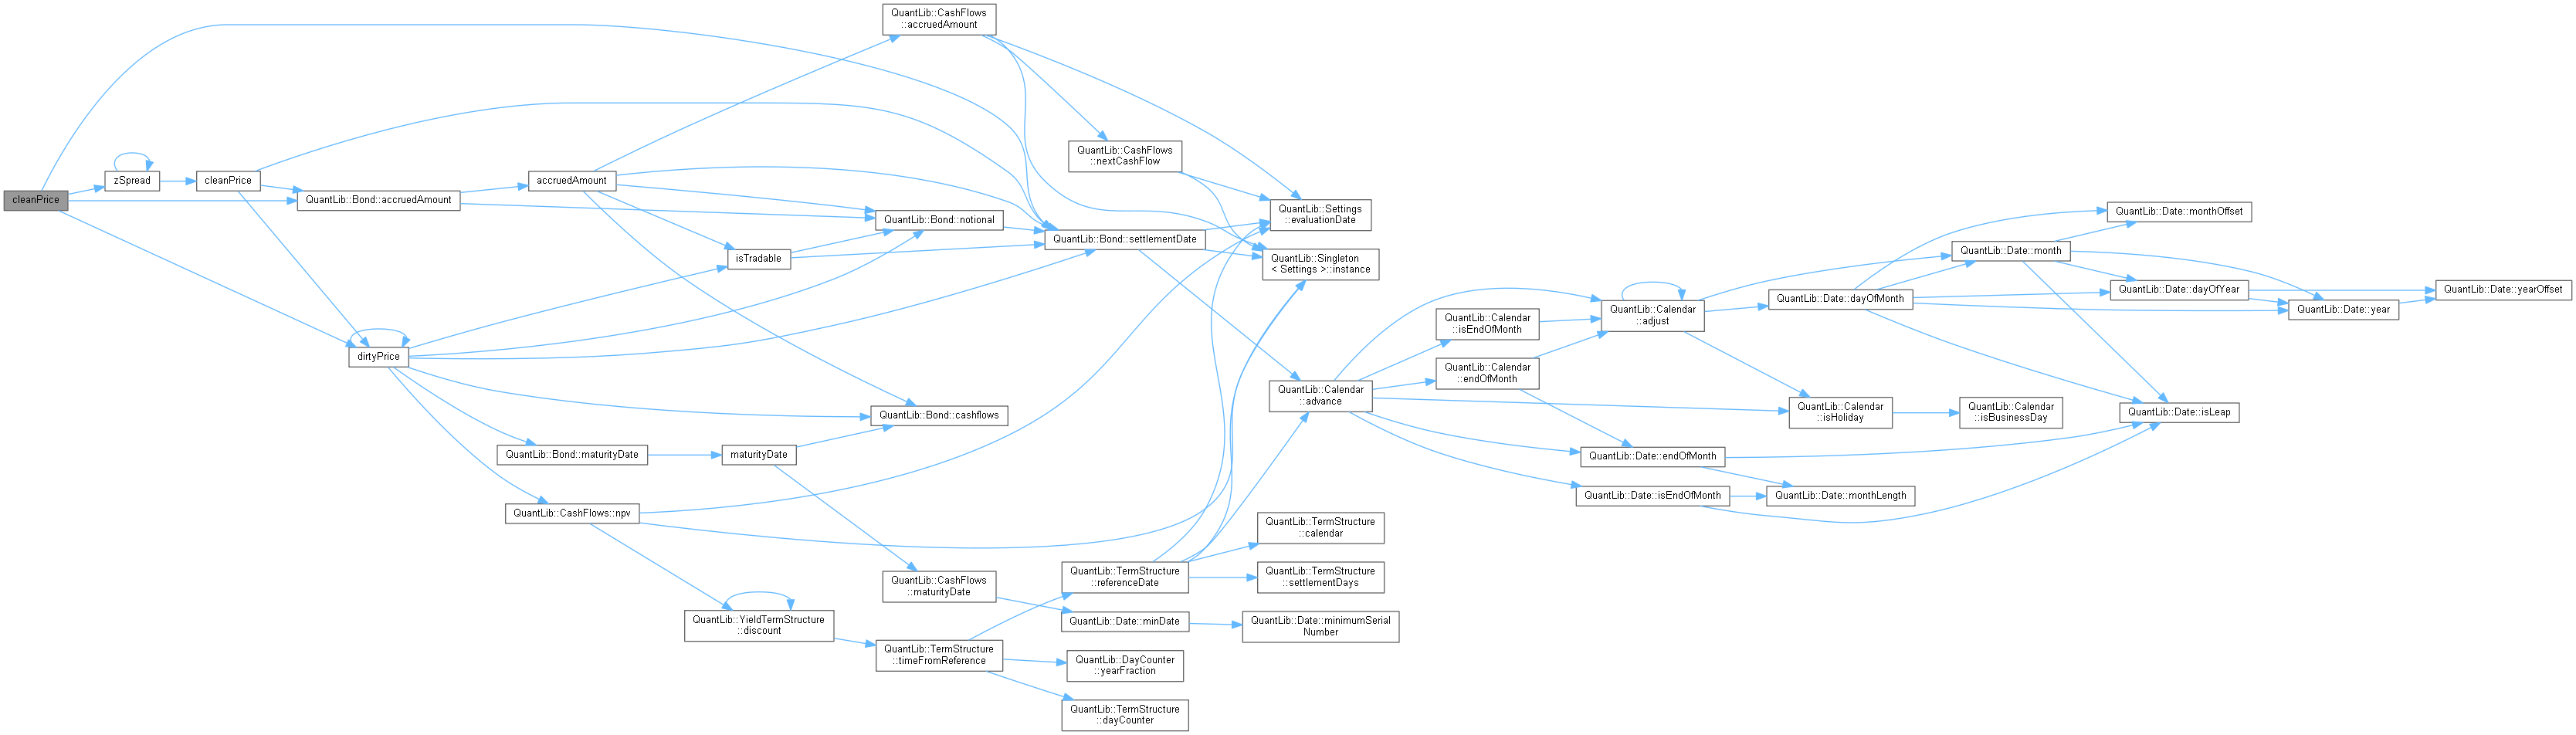 cleanPrice
zSpread
cleanPrice
QuantLib::Bond::accruedAmount
dirtyPrice
accruedAmount
isTradable
QuantLib::Bond::maturityDate
maturityDate
QuantLib::CashFlows::npv
QuantLib::YieldTermStructure
::discount
QuantLib::CashFlows
::accruedAmount
QuantLib::Bond::notional
QuantLib::Bond::cashflows
QuantLib::CashFlows
::maturityDate
QuantLib::TermStructure
::timeFromReference
QuantLib::CashFlows
::nextCashFlow
QuantLib::Bond::settlementDate
QuantLib::TermStructure
::referenceDate
QuantLib::Date::minDate
QuantLib::DayCounter
::yearFraction
QuantLib::TermStructure
::dayCounter
QuantLib::Settings
::evaluationDate
QuantLib::Singleton
< Settings >::instance
QuantLib::Calendar
::advance
QuantLib::TermStructure
::calendar
QuantLib::TermStructure
::settlementDays
QuantLib::Date::minimumSerial
Number
QuantLib::Calendar
::isEndOfMonth
QuantLib::Calendar
::endOfMonth
QuantLib::Calendar
::adjust
QuantLib::Date::endOfMonth
QuantLib::Date::isEndOfMonth
QuantLib::Date::dayOfMonth
QuantLib::Calendar
::isHoliday
QuantLib::Date::monthLength
QuantLib::Date::month
QuantLib::Calendar
::isBusinessDay
QuantLib::Date::monthOffset
QuantLib::Date::dayOfYear
QuantLib::Date::isLeap
QuantLib::Date::year
QuantLib::Date::yearOffset